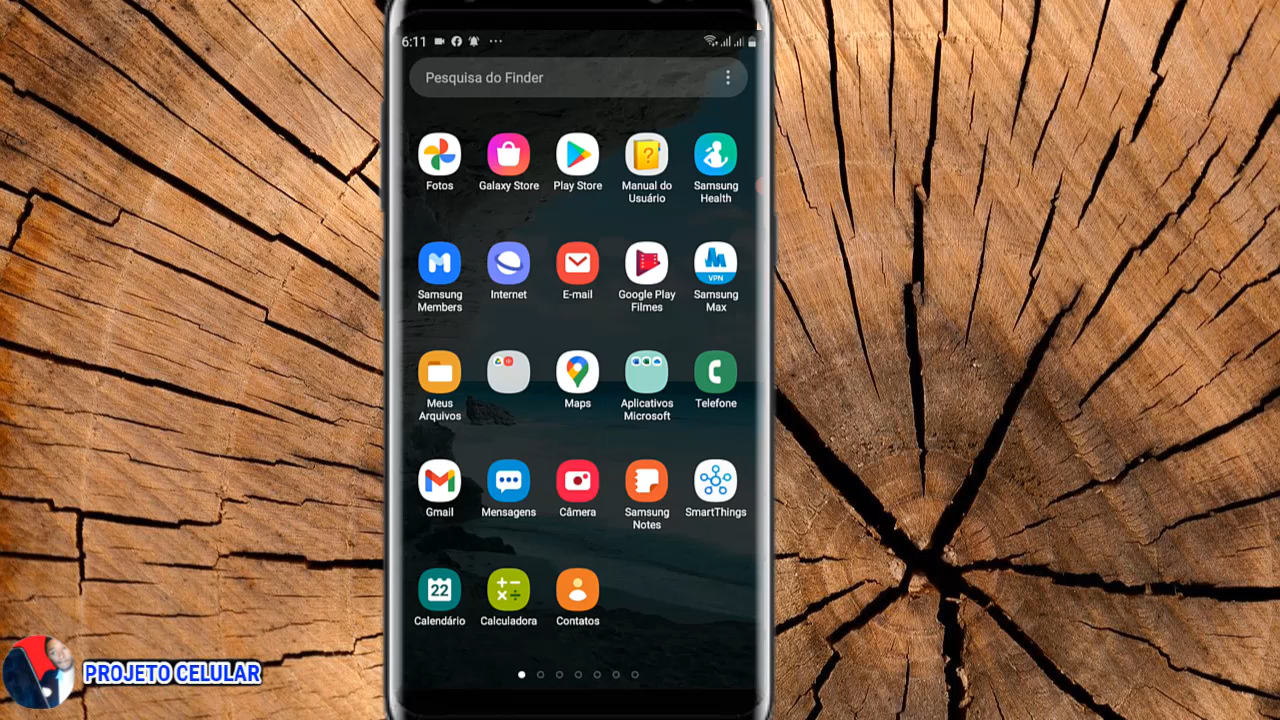 6:11
Pesquisa do Finder
Fotos
Galaxy Store
Play Store
Manual do
Usuário
Samsung
Health
Samsung
Members
Internet
E-mail
Google Play
Filmes
VPN
Samsung
Max
Meus
Arquivos
Maps
Aplicativos
Microsoft
Telefone
Gmail
Mensagens
Câmera
Samsung
Notes
SmartThings
22
Calendário
Calculadora
Contatos
PROJETO CELULAR